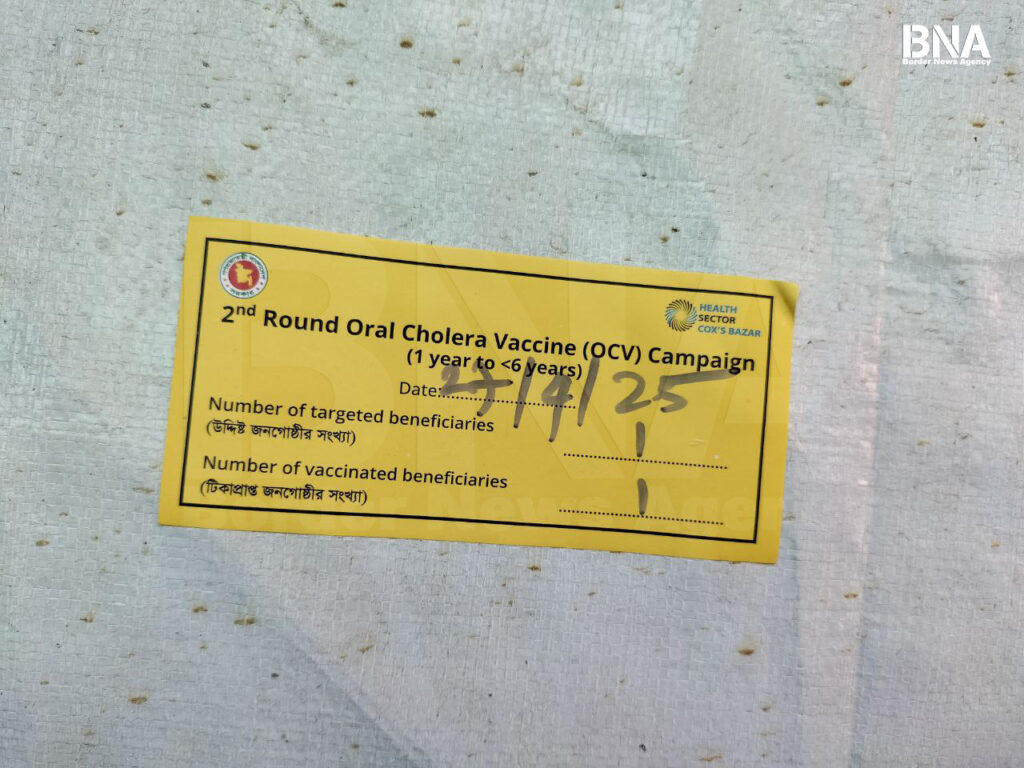 BNA
Border News Agency
HEALTH
SECTOR
COX'S BAZAR
2nd Round Oral Cholera Vaccine (OCV) Campaign
(1 year to <6 years)
Date: 27/4/25
Number of targeted beneficiaries 1
(উদ্দিষ্ট জনগোষ্ঠীর সংখ্যা)
Number of vaccinated beneficiaries 1
(টিকাপ্রাপ্ত জনগোষ্ঠীর সংখ্যা)